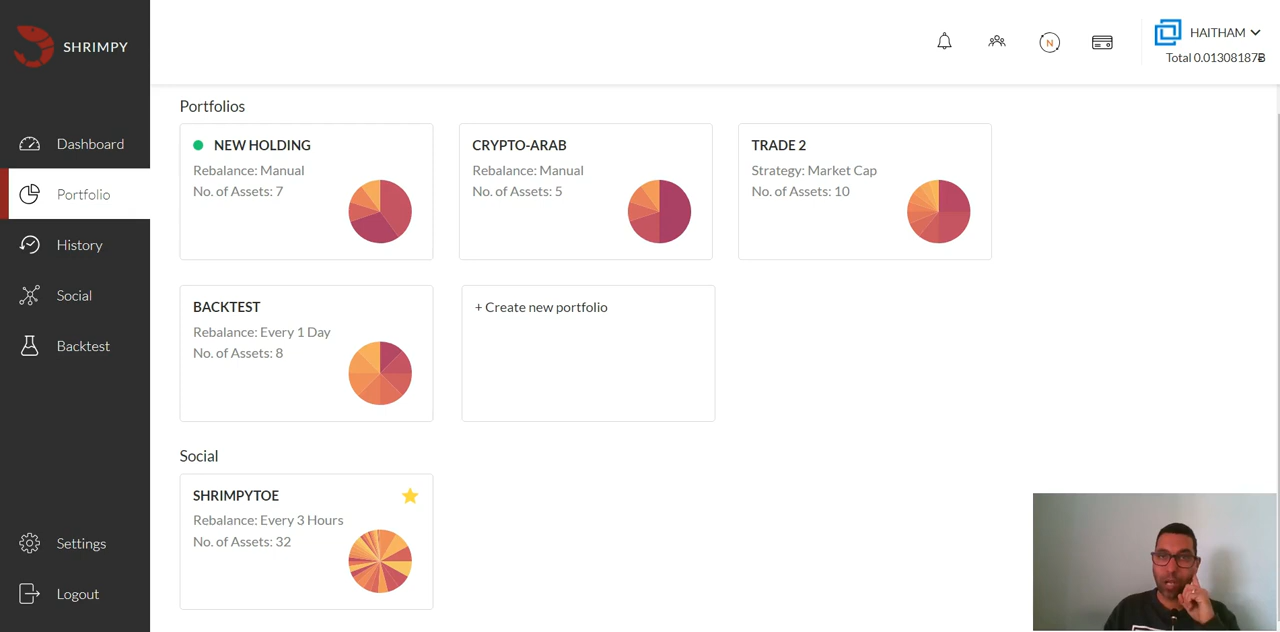 SHRIMPY
HAITHAM
Total 0.01308187Ƀ
N
Dashboard
Portfolio
History
Social
Backtest
Settings
Logout
Portfolios
NEW HOLDING
Rebalance: Manual
No. of Assets: 7
CRYPTO-ARAB
Rebalance: Manual
No. of Assets: 5
TRADE 2
Strategy: Market Cap
No. of Assets: 10
BACKTEST
Rebalance: Every 1 Day
No. of Assets: 8
+ Create new portfolio
Social
SHRIMPYTOE
Rebalance: Every 3 Hours
No. of Assets: 32